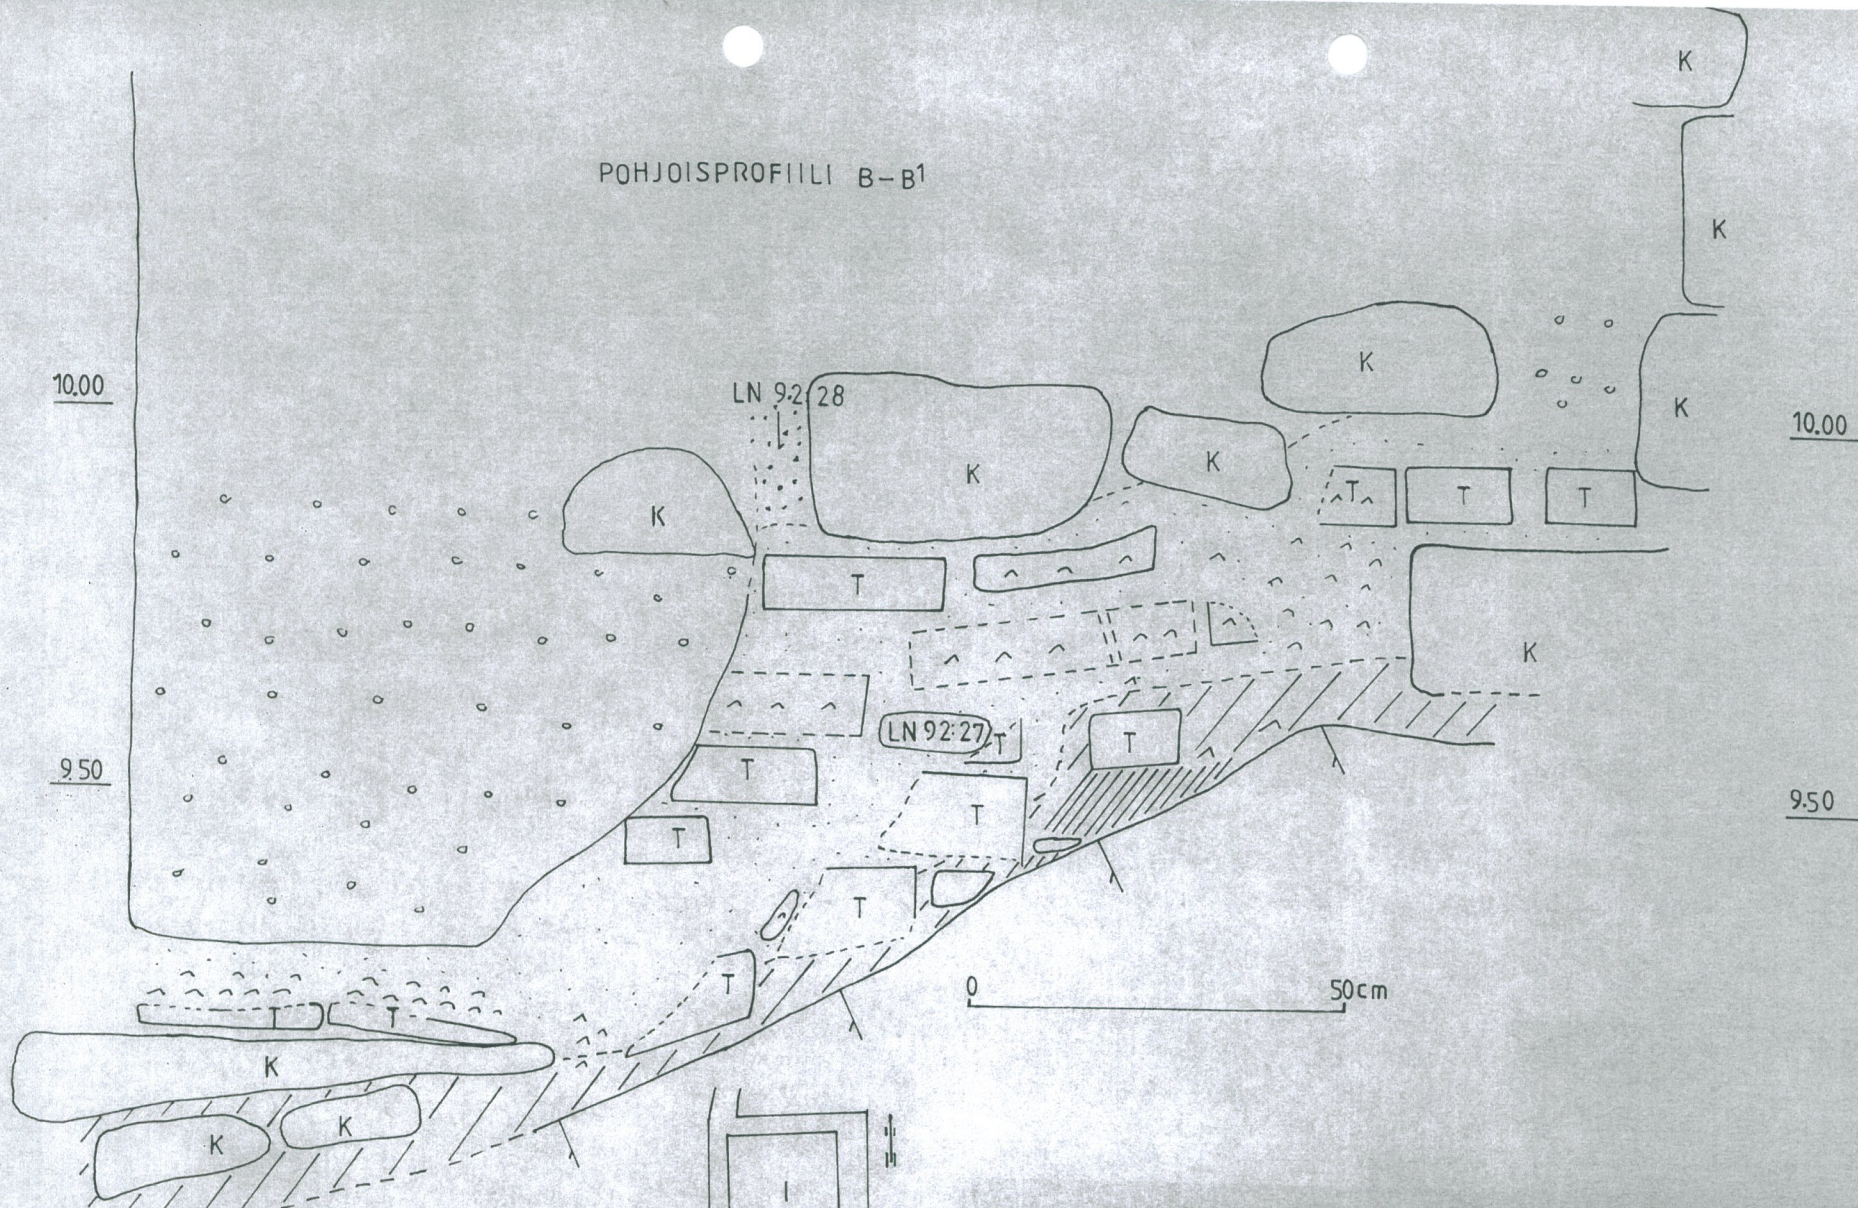 K
POHJOISPROFIILI B–B¹
K
K
10.00
LN 92:28
K
10.00
K
K
K
T T T
K
T
K
LN 92:27 T
T
T
9.50
T
T
9.50
T
T
T T
0 50cm
K
K
K
I